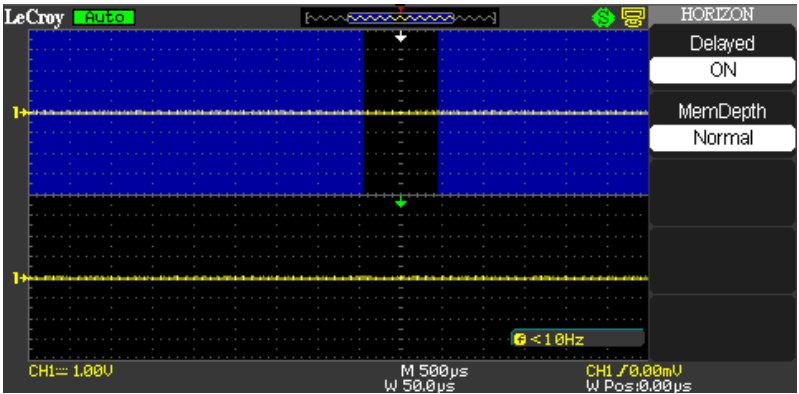 LeCroy Auto HORIZON
Delayed
ON
MemDepth
Normal
1
1
f <10Hz
CH1 1.00V M 500µs CH1 0.00mV
W 50.0µs W Pos:0.00µs